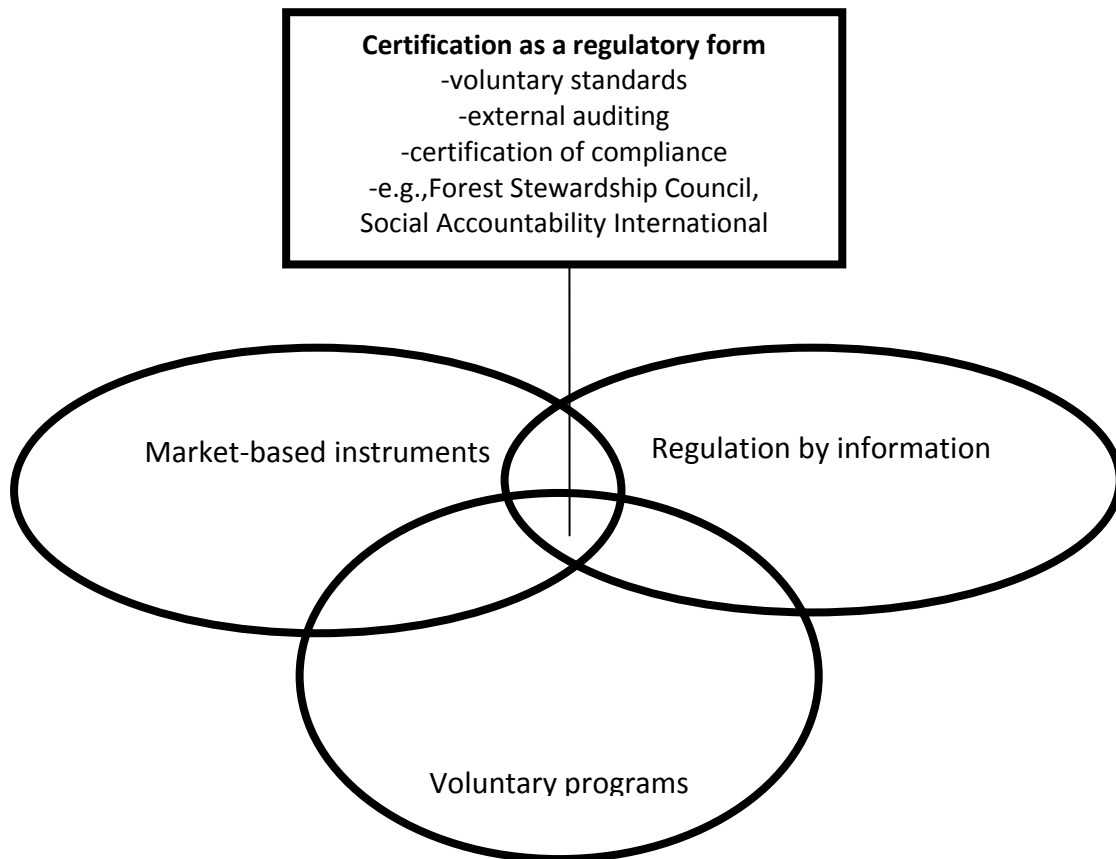 Certification as a regulatory form
-voluntary standards
-external auditing
-certification of compliance
-e.g.,Forest Stewardship Council,
Social Accountability International
Market-based instruments
Regulation by information
Voluntary programs